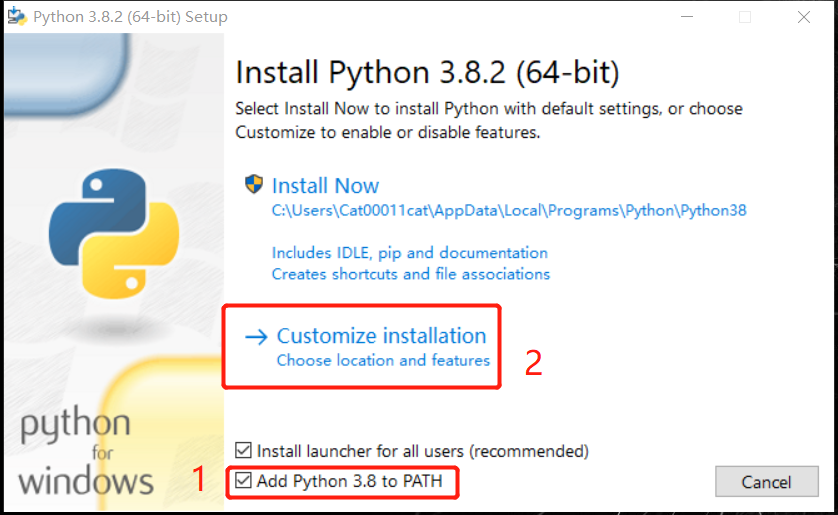 Python 3.8.2 (64-bit) Setup
Install Python 3.8.2 (64-bit)
Select Install Now to install Python with default settings, or choose
Customize to enable or disable features.
Install Now
C:\Users\Cat00011cat\AppData\Local\Programs\Python\Python38
Includes IDLE, pip and documentation
Creates shortcuts and file associations
Customize installation
Choose location and features
2
python
for
windows
Install launcher for all users (recommended)
1
Add Python 3.8 to PATH
Cancel